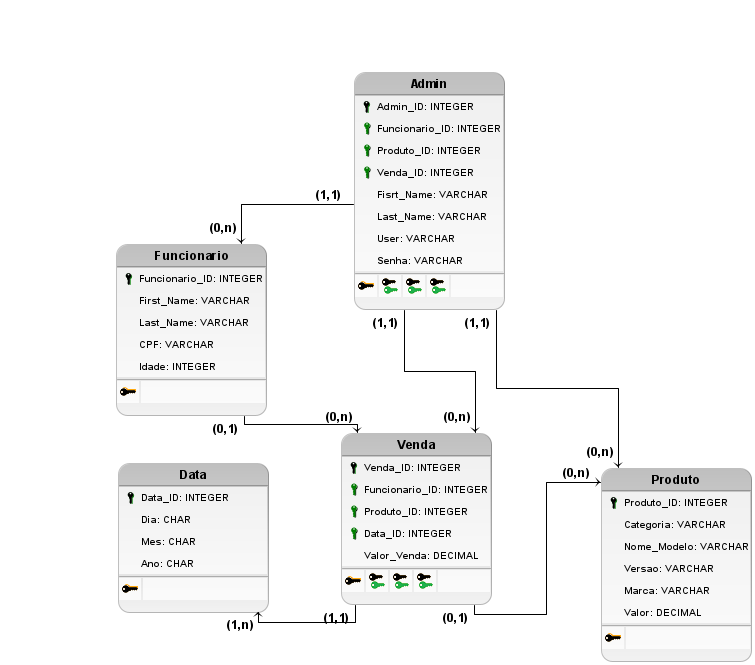 Admin
Admin_ID: INTEGER
Funcionario_ID: INTEGER
Produto_ID: INTEGER
Venda_ID: INTEGER
Fisrt_Name: VARCHAR
Last_Name: VARCHAR
User: VARCHAR
Senha: VARCHAR
(1,1)
(0,n)
Funcionario
Funcionario_ID: INTEGER
First_Name: VARCHAR
Last_Name: VARCHAR
CPF: VARCHAR
Idade: INTEGER
(1,1)
(1,1)
(0,1)
(0,n)
(0,n)
Venda
Venda_ID: INTEGER
Funcionario_ID: INTEGER
Produto_ID: INTEGER
Data_ID: INTEGER
Valor_Venda: DECIMAL
(0,n)
(0,n)
Data
Data_ID: INTEGER
Dia: CHAR
Mes: CHAR
Ano: CHAR
Produto
Produto_ID: INTEGER
Categoria: VARCHAR
Nome_Modelo: VARCHAR
Versao: VARCHAR
Marca: VARCHAR
Valor: DECIMAL
(1,n)
(1,1)
(0,1)